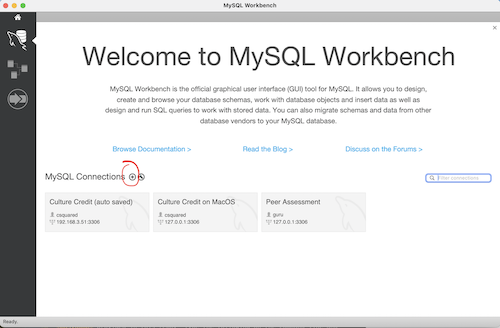 MySQL Workbench
Welcome to MySQL Workbench
MySQL Workbench is the official graphical user interface (GUI) tool for MySQL. It allows you to design,
create and browse your database schemas, work with database objects and insert data as well as
design and run SQL queries to work with stored data. You can also migrate schemas and data from other
database vendors to your MySQL database.
Browse Documentation >
Read the Blog >
Discuss on the Forums >
MySQL Connections
Filter connections
Culture Credit (auto saved)
csquared
192.168.3.51:3306
Culture Credit on MacOS
csquared
127.0.0.1:3306
Peer Assessment
guru
127.0.0.1:3306
Ready.